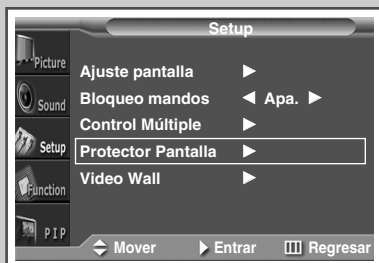 Setup
Picture
Sound
Setup
Function
PIP
Ajuste pantalla
Bloqueo mandos ◀ Apa. ▶
Control Múltiple
Protector Pantalla
Video Wall
Mover Entrar Regresar